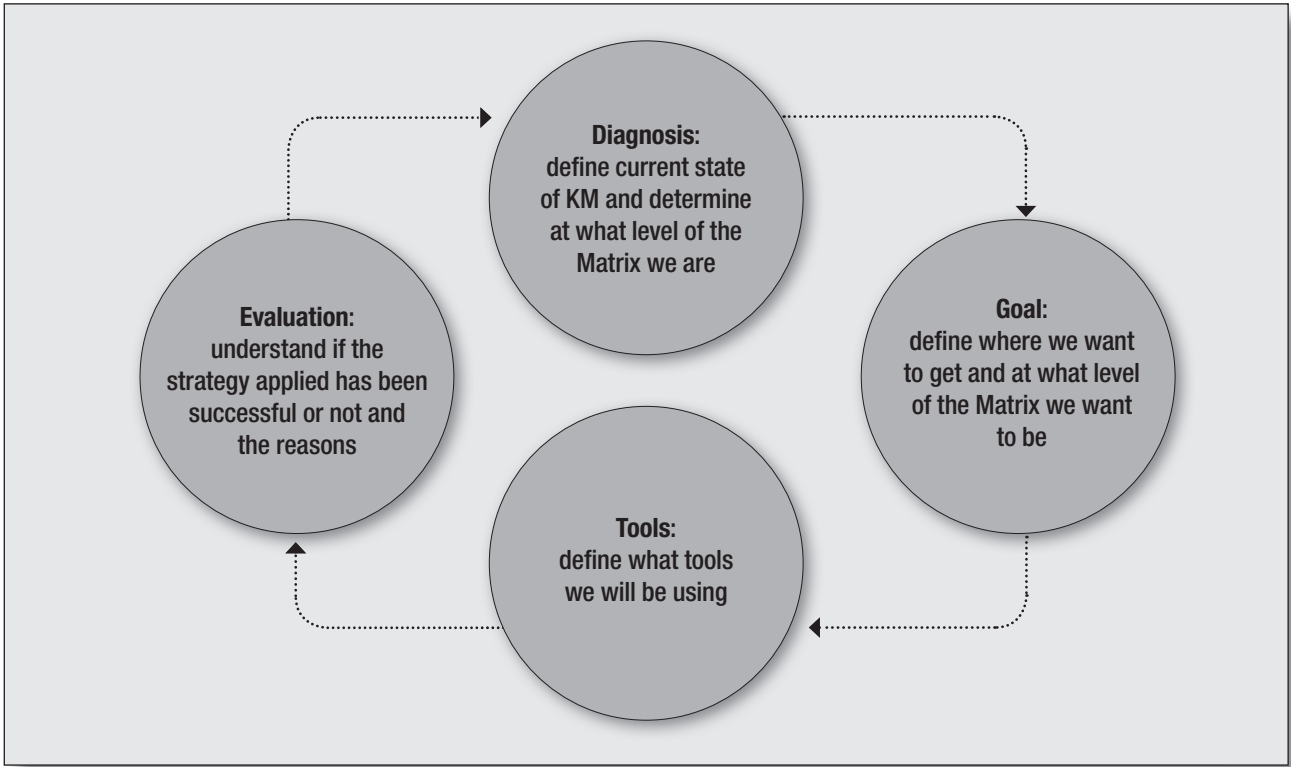 Diagnosis:
define current state
of KM and determine
at what level of the
Matrix we are
Goal:
define where we want
to get and at what level
of the Matrix we want
to be
Tools:
define what tools
we will be using
Evaluation:
understand if the
strategy applied has been
successful or not and
the reasons